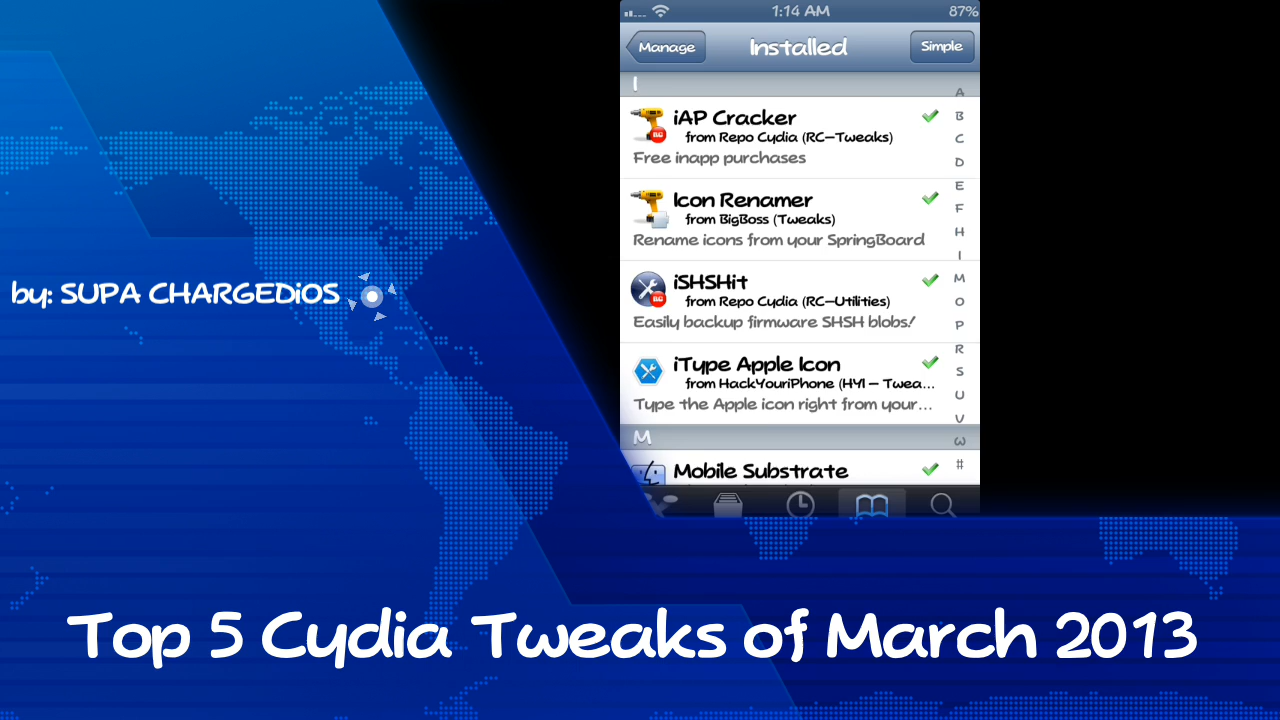 1:14 AM
87%
Manage
Installed
Simple
I
iAP Cracker
from Repo Cydia (RC-Tweaks)
Free inapp purchases
Icon Renamer
from BigBoss (Tweaks)
Rename icons from your SpringBoard
iSHSHit
from Repo Cydia (RC-Utilities)
Easily backup firmware SHSH blobs!
iType Apple Icon
from HackYouriPhone (HYI - Twea...
Type the Apple icon right from your...
M
Mobile Substrate
A
B
C
D
E
F
H
I
M
O
P
R
S
U
V
W
#
by: SUPA CHARGEDiOS
Top 5 Cydia Tweaks of March 2013